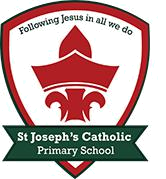 Following Jesus in all we do
St Joseph's Catholic
Primary School